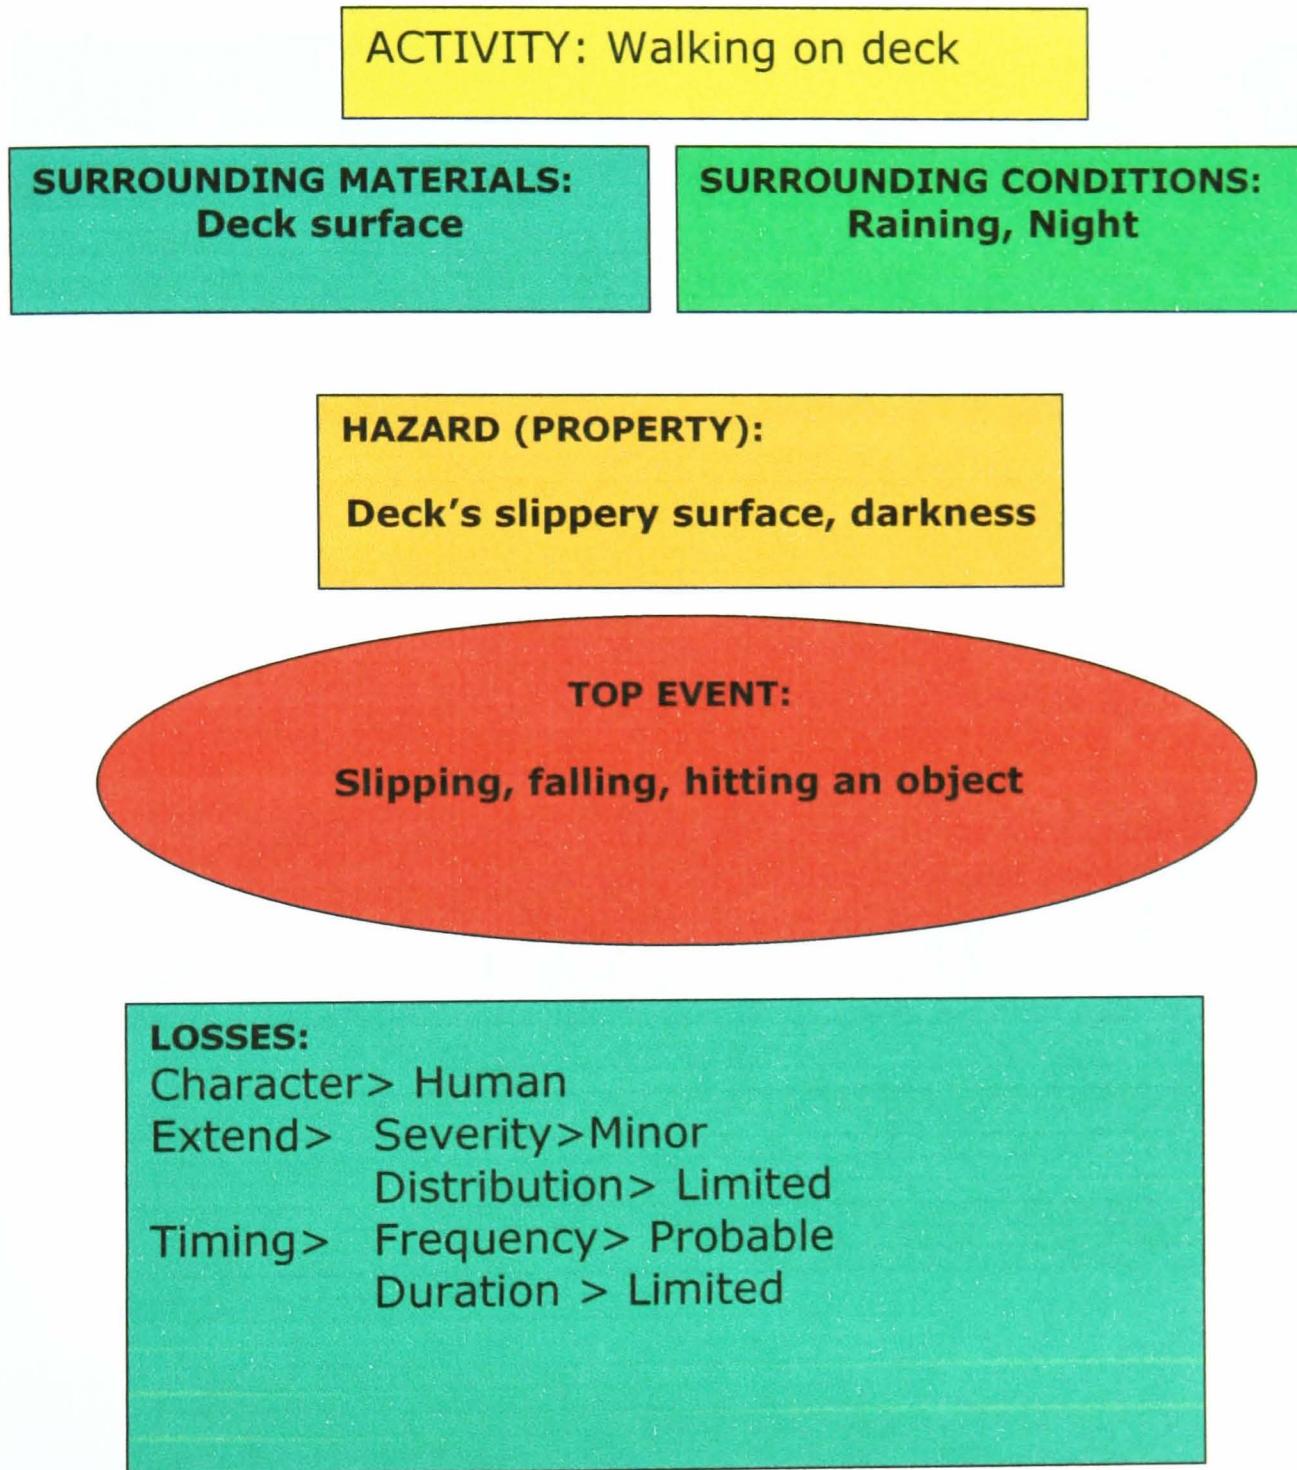 ACTIVITY: Walking on deck
SURROUNDING MATERIALS:
Deck surface
SURROUNDING CONDITIONS:
Raining, Night
HAZARD (PROPERTY):
Deck’s slippery surface, darkness
TOP EVENT:
Slipping, falling, hitting an object
LOSSES:
Character> Human
Extend> Severity>Minor
Distribution> Limited
Timing> Frequency> Probable
Duration > Limited